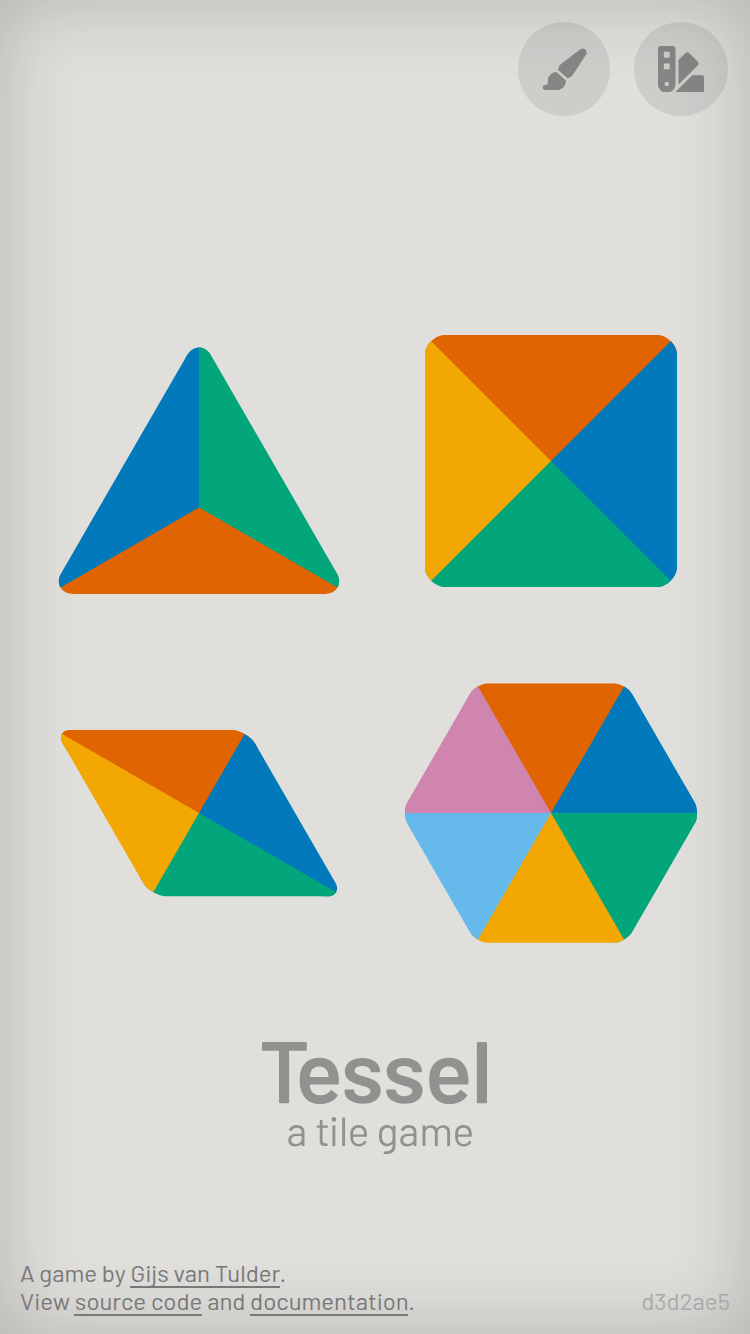 Tessel
a tile game
A game by Gijs van Tulder.
View source code and documentation.
d3d2ae5